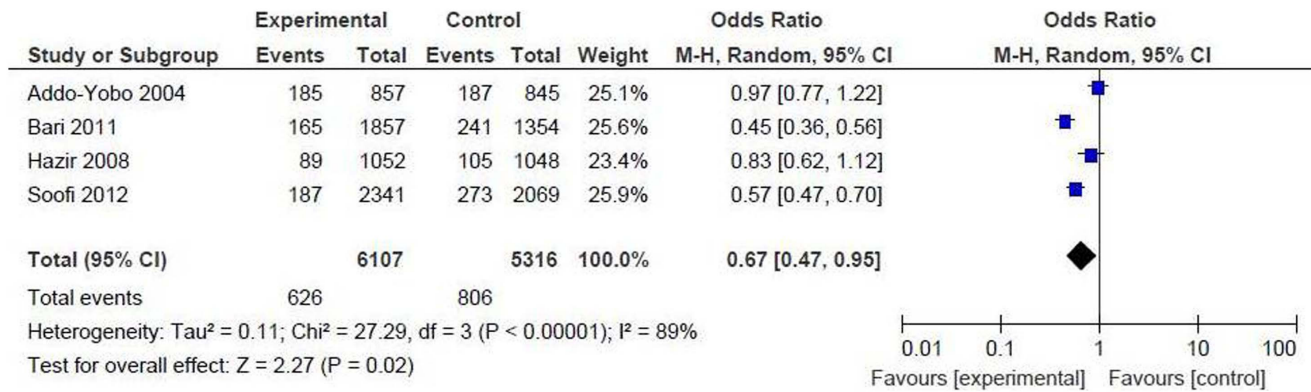 Experimental Control Odds Ratio Odds Ratio
Study or Subgroup Events Total Events Total Weight M-H, Random, 95% CI M-H, Random, 95% CI
Addo-Yobo 2004 185 857 187 845 25.1% 0.97 [0.77, 1.22]
Bari 2011 165 1857 241 1354 25.6% 0.45 [0.36, 0.56]
Hazir 2008 89 1052 105 1048 23.4% 0.83 [0.62, 1.12]
Soofi 2012 187 2341 273 2069 25.9% 0.57 [0.47, 0.70]
Total (95% CI) 6107 5316 100.0% 0.67 [0.47, 0.95]
Total events 626 806
Heterogeneity: Tau² = 0.11; Chi² = 27.29, df = 3 (P < 0.00001); I² = 89%
Test for overall effect: Z = 2.27 (P = 0.02)
0.01 0.1 1 10 100
Favours [experimental] Favours [control]